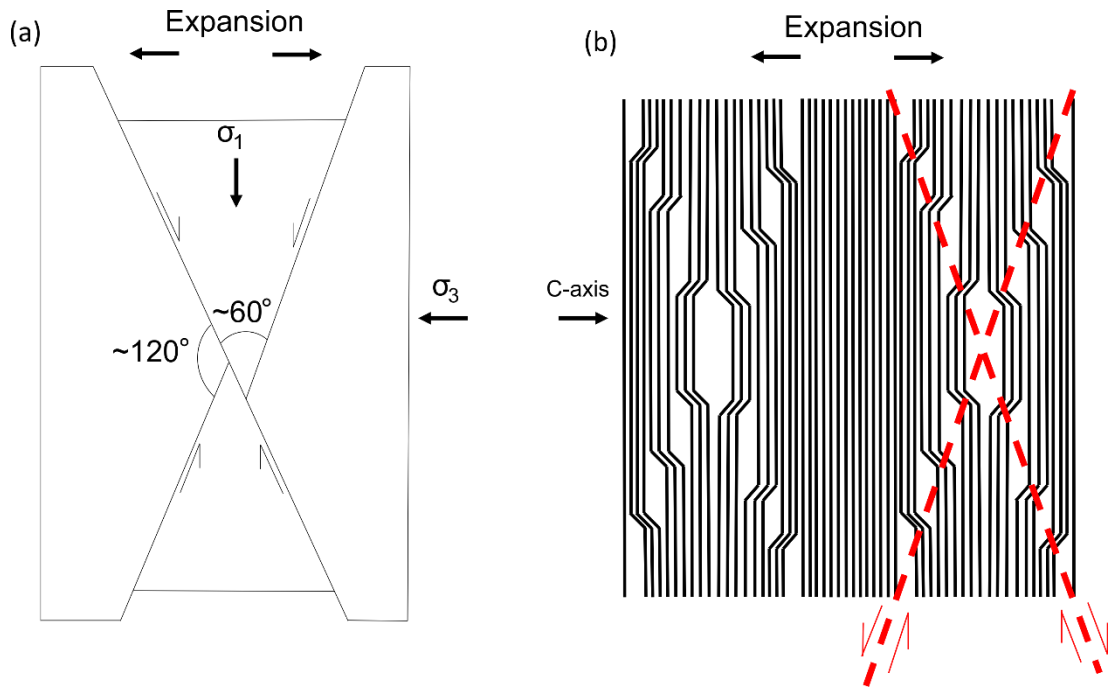 (a)
Expansion
σ1
σ3
~60°
~120°
(b)
Expansion
C-axis